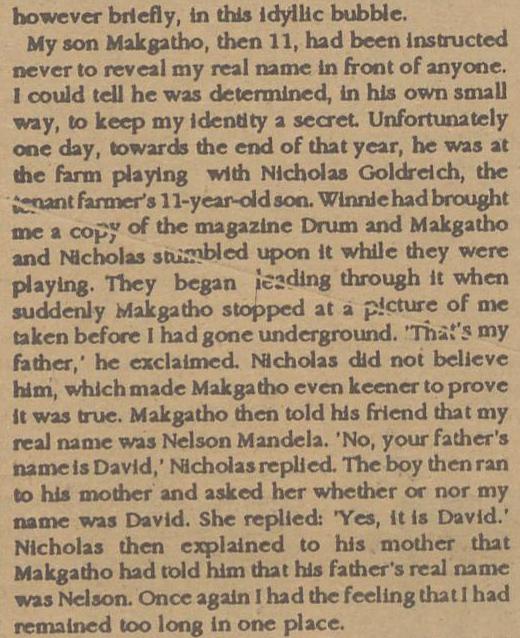 however briefly, in this idyllic bubble.
My son Makgatho, then 11, had been instructed
never to reveal my real name in front of anyone.
I could tell he was determined, in his own small
way, to keep my identity a secret. Unfortunately
one day, towards the end of that year, he was at
the farm playing with Nicholas Goldreich, the
tenant farmer's 11-year-old son. Winnie had brought
me a copy of the magazine Drum and Makgatho
and Nicholas stumbled upon it while they were
playing. They began leading through it when
suddenly Makgatho stopped at a picture of me
taken before I had gone underground. 'That's my
father,' he exclaimed. Nicholas did not believe
him, which made Makgatho even keener to prove
it was true. Makgatho then told his friend that my
real name was Nelson Mandela. 'No, your father's
name is David,' Nicholas replied. The boy then ran
to his mother and asked her whether or nor my
name was David. She replied: 'Yes, it is David.'
Nicholas then explained to his mother that
Makgatho had told him that his father's real name
was Nelson. Once again I had the feeling that I had
remained too long in one place.